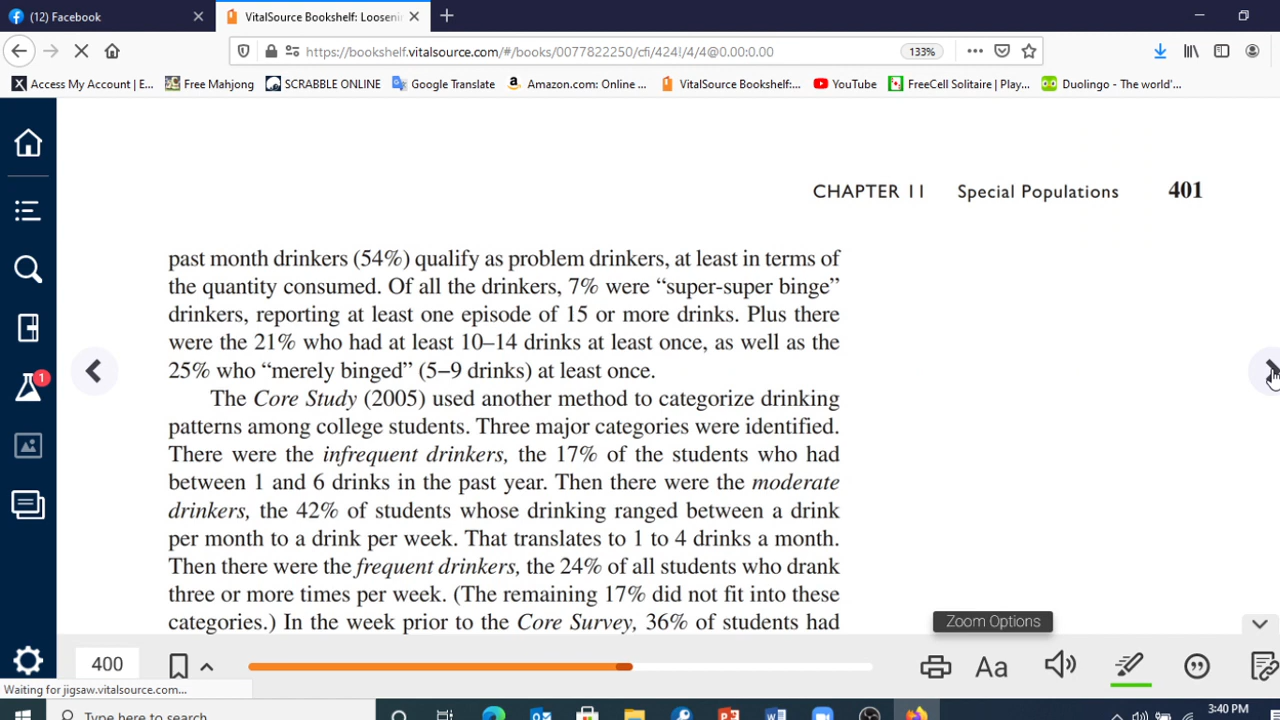 (12) Facebook
VitalSource Bookshelf: Loosenin
https://bookshelf.vitalsource.com/#/books/0077822250/cfi/424!/4/4@0.00:0.00
133%
Access My Account | E...
Free Mahjong
SCRABBLE ONLINE
Google Translate
Amazon.com: Online ...
VitalSource Bookshelf:...
YouTube
FreeCell Solitaire | Play...
Duolingo - The world'...
CHAPTER 11 Special Populations 401
past month drinkers (54%) qualify as problem drinkers, at least in terms of
the quantity consumed. Of all the drinkers, 7% were “super-super binge”
drinkers, reporting at least one episode of 15 or more drinks. Plus there
were the 21% who had at least 10–14 drinks at least once, as well as the
25% who “merely binged” (5–9 drinks) at least once.
The Core Study (2005) used another method to categorize drinking
patterns among college students. Three major categories were identified.
There were the infrequent drinkers, the 17% of the students who had
between 1 and 6 drinks in the past year. Then there were the moderate
drinkers, the 42% of students whose drinking ranged between a drink
per month to a drink per week. That translates to 1 to 4 drinks a month.
Then there were the frequent drinkers, the 24% of all students who drank
three or more times per week. (The remaining 17% did not fit into these
categories.) In the week prior to the Core Survey, 36% of students had
1
Zoom Options
400
Aa
Waiting for jigsaw.vitalsource.com...
Type here to search
3:40 PM